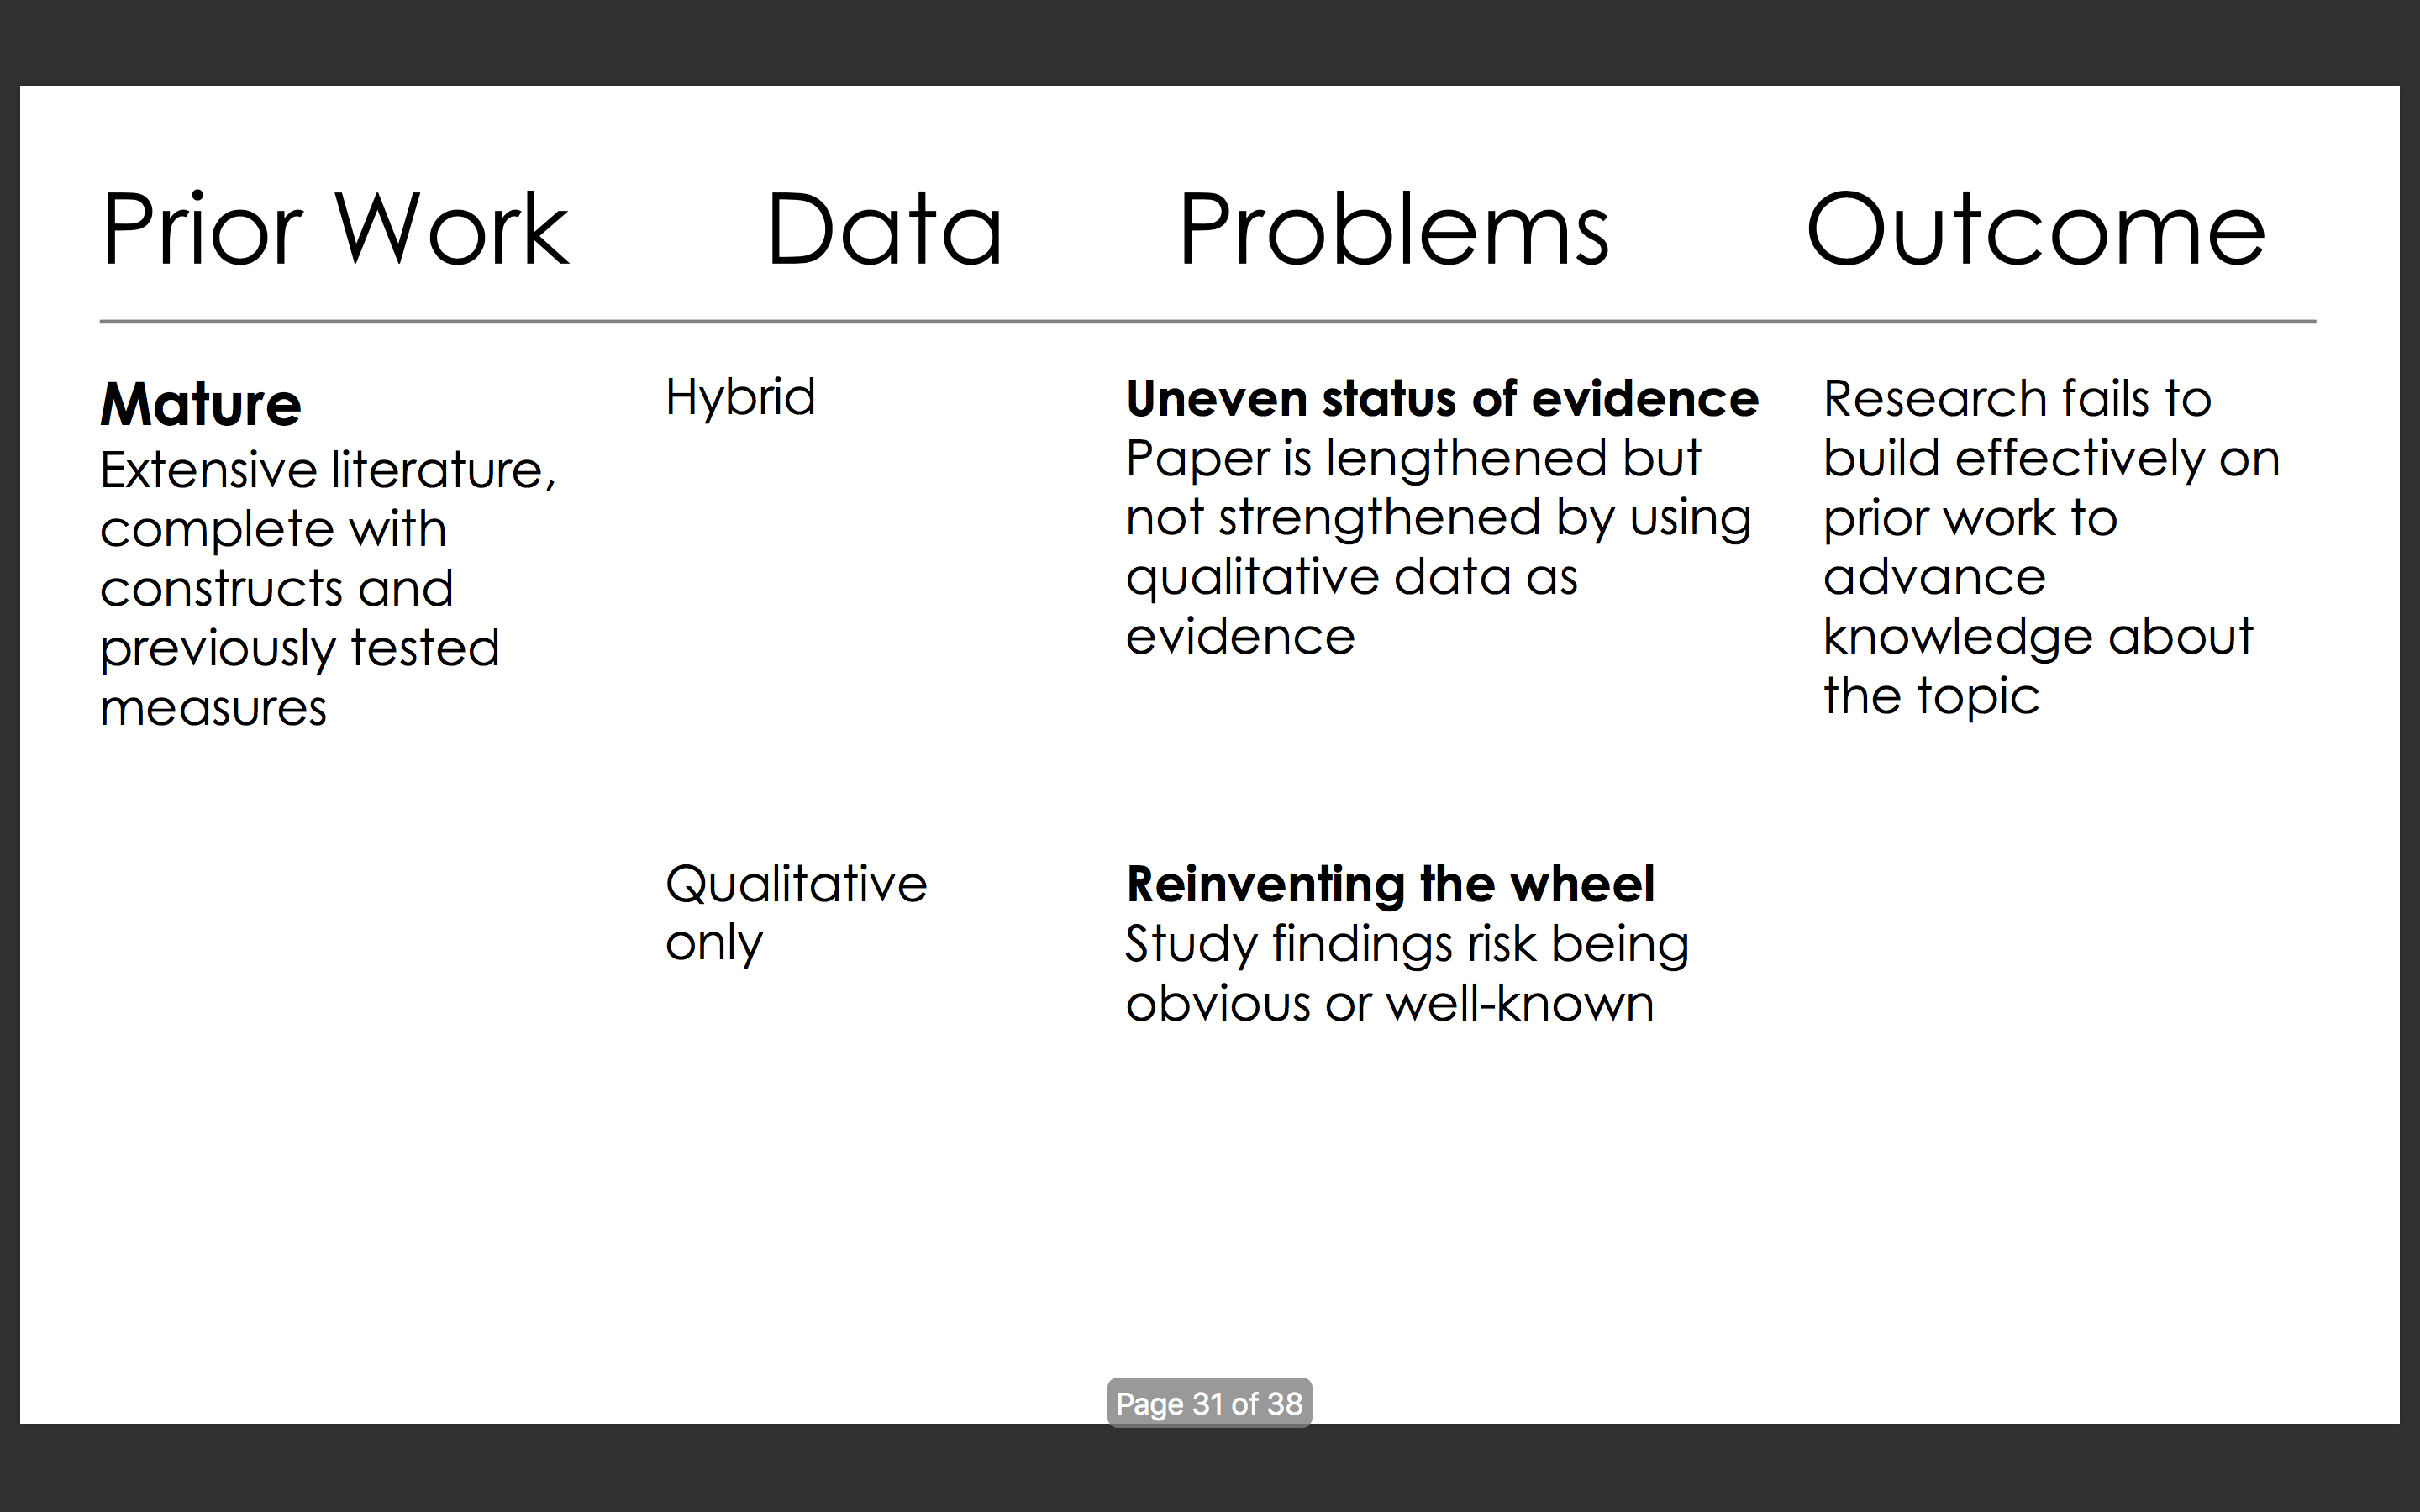 Prior Work Data Problems Outcome
Mature
Extensive literature,
complete with
constructs and
previously tested
measures
Hybrid
Uneven status of evidence
Paper is lengthened but
not strengthened by using
qualitative data as
evidence
Research fails to
build effectively on
prior work to
advance
knowledge about
the topic
Qualitative
only
Reinventing the wheel
Study findings risk being
obvious or well-known
Page 31 of 38